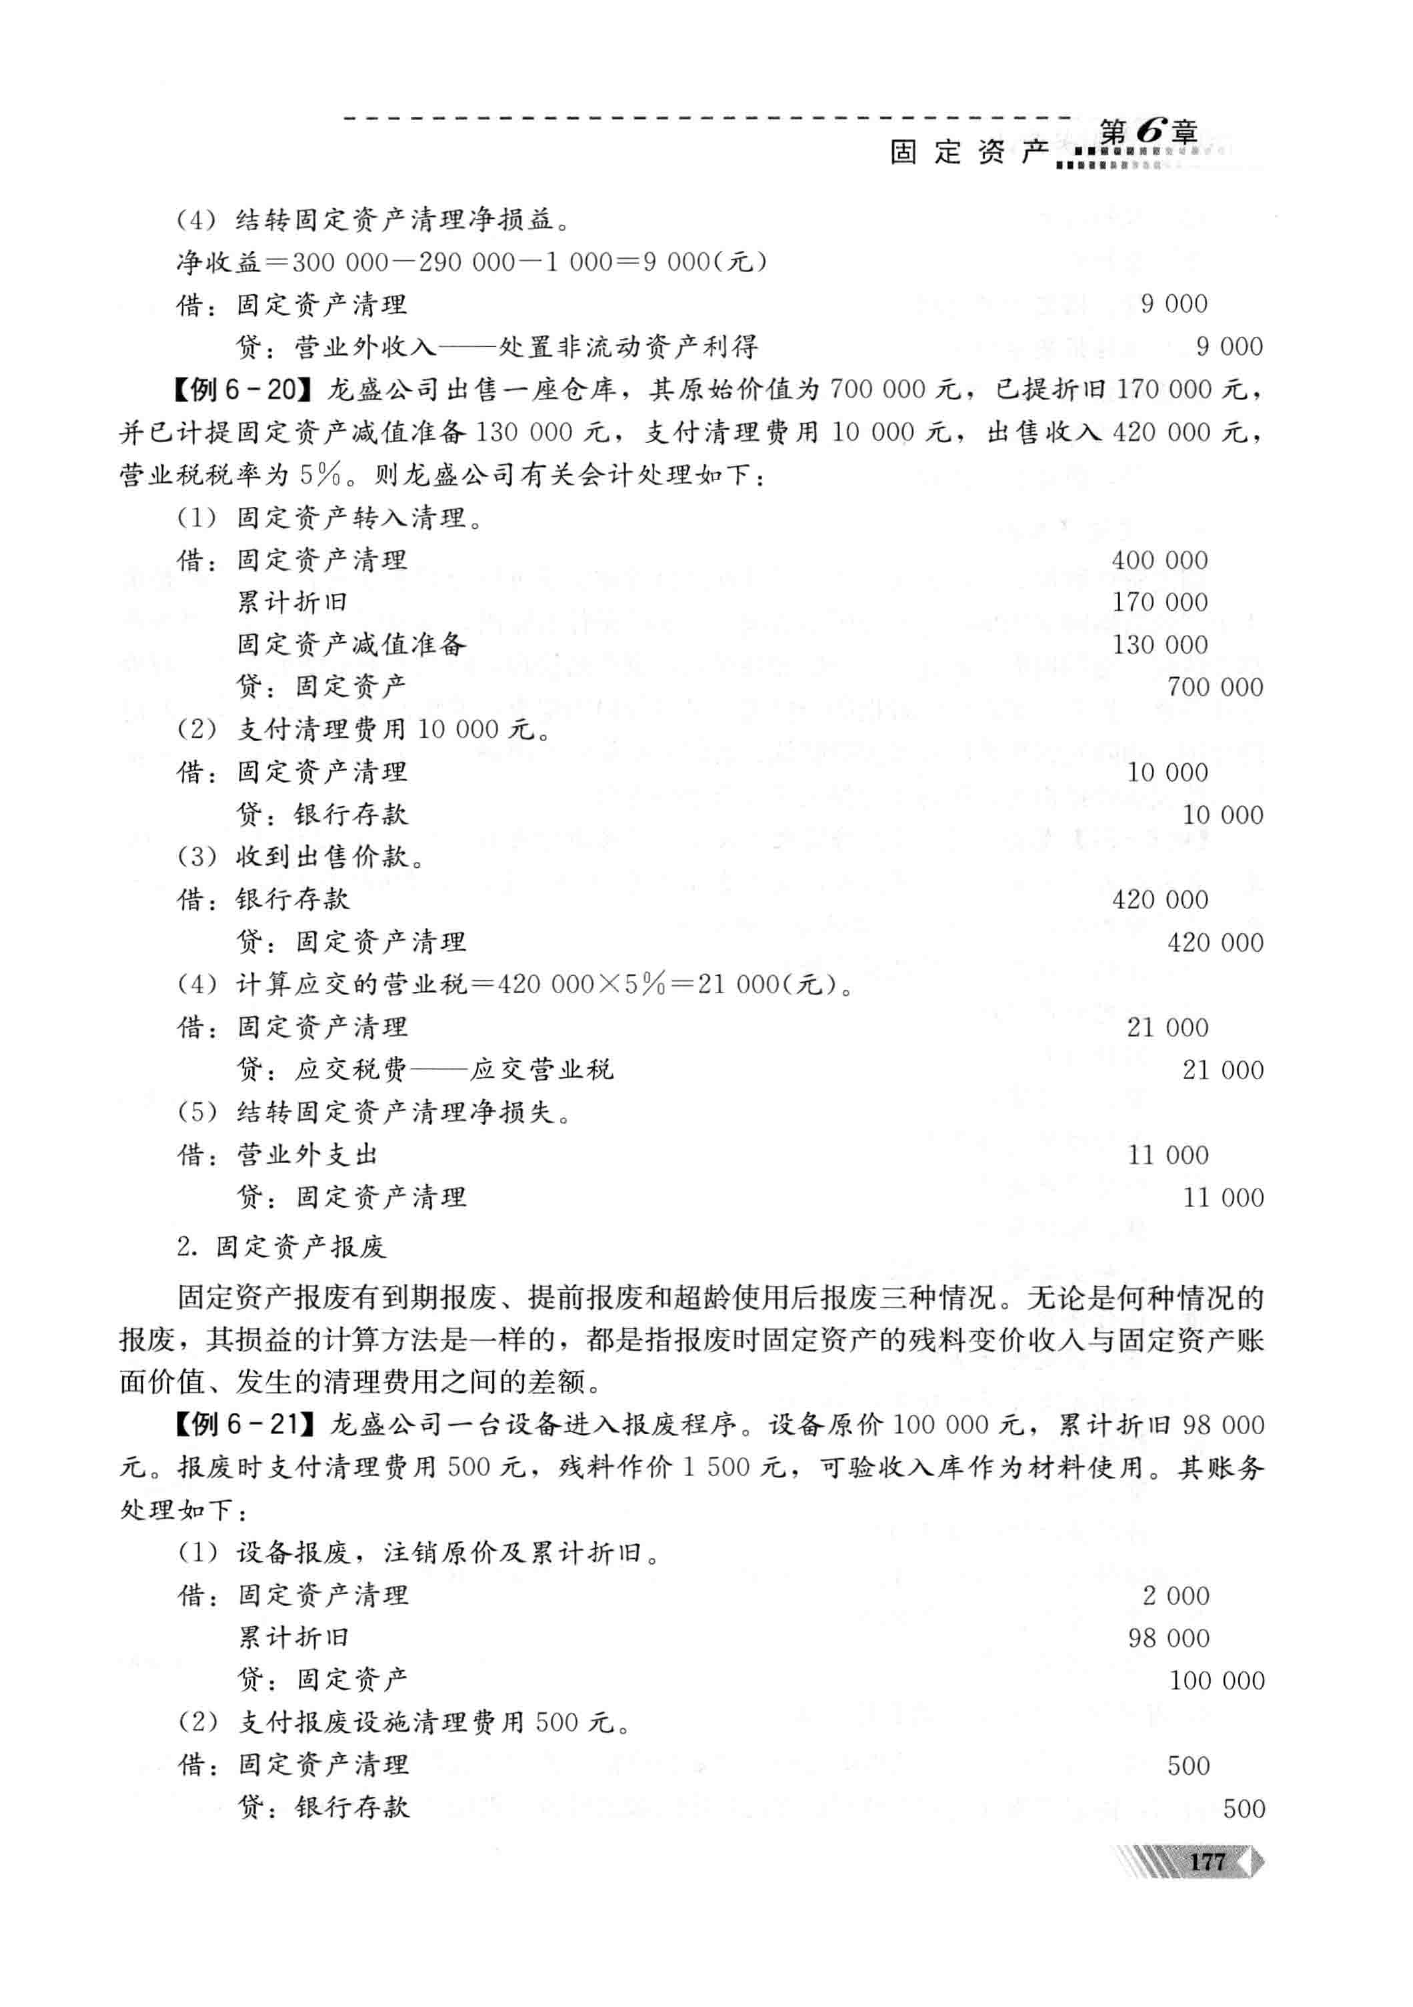 第6章
固定资产
（4）结转固定资产清理净损益。
净收益=300 000-290 000-1 000=9 000(元)
借：固定资产清理 9 000
贷：营业外收入——处置非流动资产利得 9 000
【例6-20】龙盛公司出售一座仓库，其原始价值为700 000元，已提折旧170 000元，
并已计提固定资产减值准备130 000元，支付清理费用10 000元，出售收入420 000元，
营业税税率为5%。则龙盛公司有关会计处理如下：
（1）固定资产转入清理。
借：固定资产清理 400 000
累计折旧 170 000
固定资产减值准备 130 000
贷：固定资产 700 000
（2）支付清理费用10 000元。
借：固定资产清理 10 000
贷：银行存款 10 000
（3）收到出售价款。
借：银行存款 420 000
贷：固定资产清理 420 000
（4）计算应交的营业税=420 000×5%=21 000(元)。
借：固定资产清理 21 000
贷：应交税费——应交营业税 21 000
（5）结转固定资产清理净损失。
借：营业外支出 11 000
贷：固定资产清理 11 000
2. 固定资产报废
固定资产报废有到期报废、提前报废和超龄使用后报废三种情况。无论是何种情况的
报废，其损益的计算方法是一样的，都是指报废时固定资产的残料变价收入与固定资产账
面价值、发生的清理费用之间的差额。
【例6-21】龙盛公司一台设备进入报废程序。设备原价100 000元，累计折旧98 000
元。报废时支付清理费用500元，残料作价1 500元，可验收入库作为材料使用。其账务
处理如下：
（1）设备报废，注销原价及累计折旧。
借：固定资产清理 2 000
累计折旧 98 000
贷：固定资产 100 000
（2）支付报废设施清理费用500元。
借：固定资产清理 500
贷：银行存款 500
177